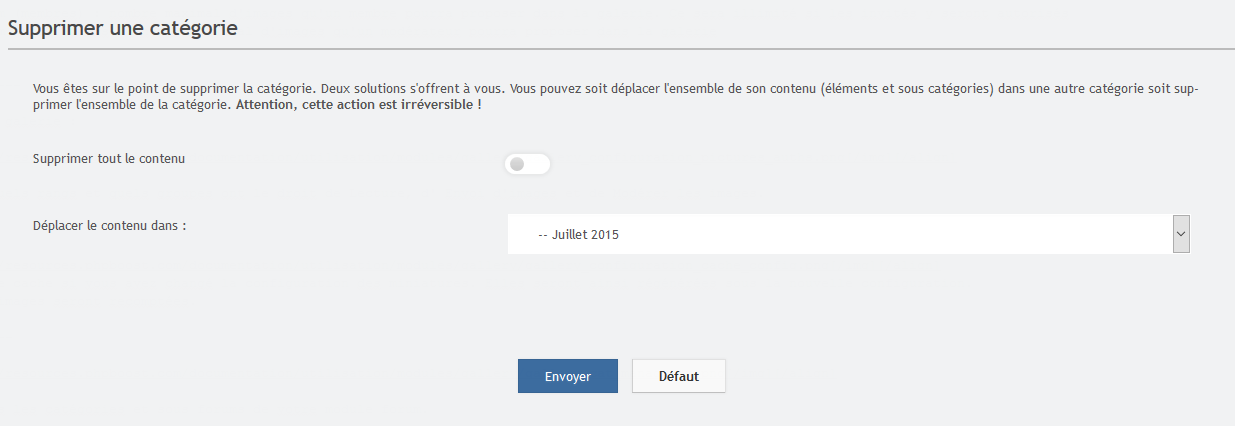 Supprimer une catégorie
Vous êtes sur le point de supprimer la catégorie. Deux solutions s'offrent à vous. Vous pouvez soit déplacer l'ensemble de son contenu (éléments et sous catégories) dans une autre catégorie soit sup-
primer l'ensemble de la catégorie. Attention, cette action est irréversible !
Supprimer tout le contenu
Déplacer le contenu dans :
-- Juillet 2015
Envoyer
Défaut